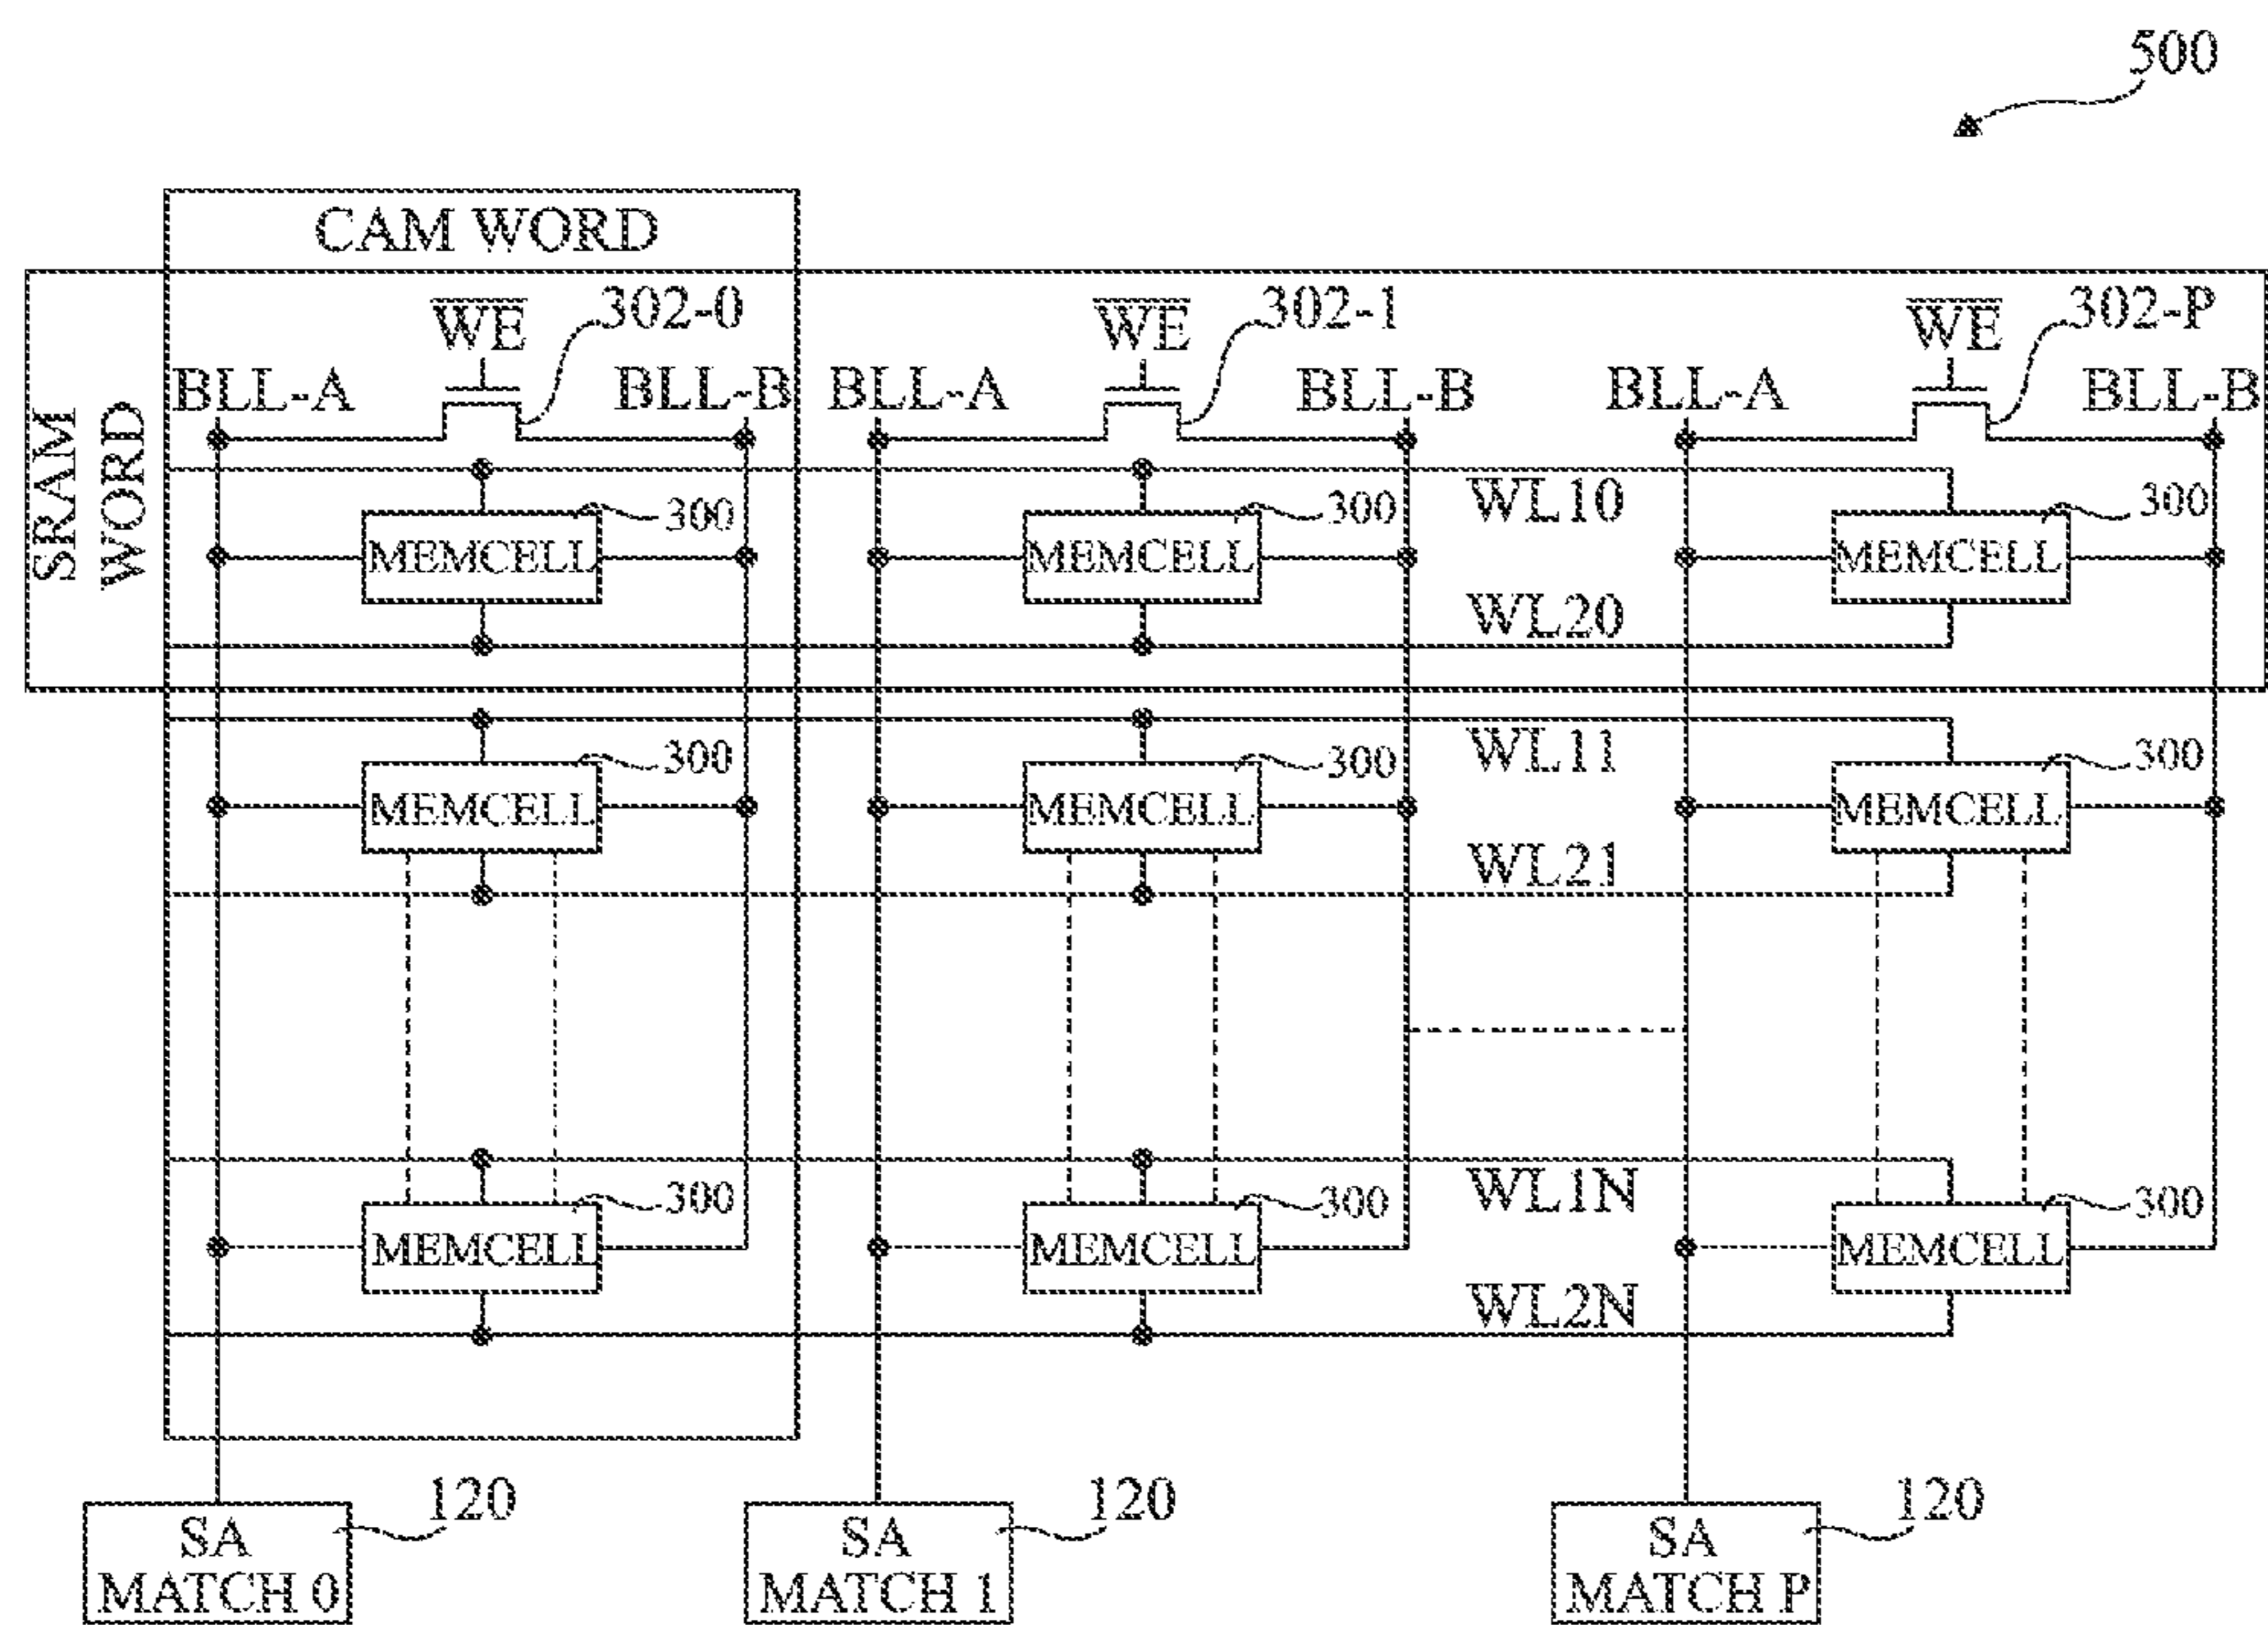 500
CAM WORD
SRAM
WORD
WE 302-0 WE 302-1 WE 302-P
BLL-A BLL-B BLL-A BLL-B BLL-A BLL-B
300 300 WL10 300
MEMCELL MEMCELL MEMCELL
WL20
300 300 WL11 300
MEMCELL MEMCELL MEMCELL
WL21
300 300 WL1N 300
MEMCELL MEMCELL MEMCELL
WL2N
120 120 120
SA SA SA
MATCH 0 MATCH 1 MATCH P